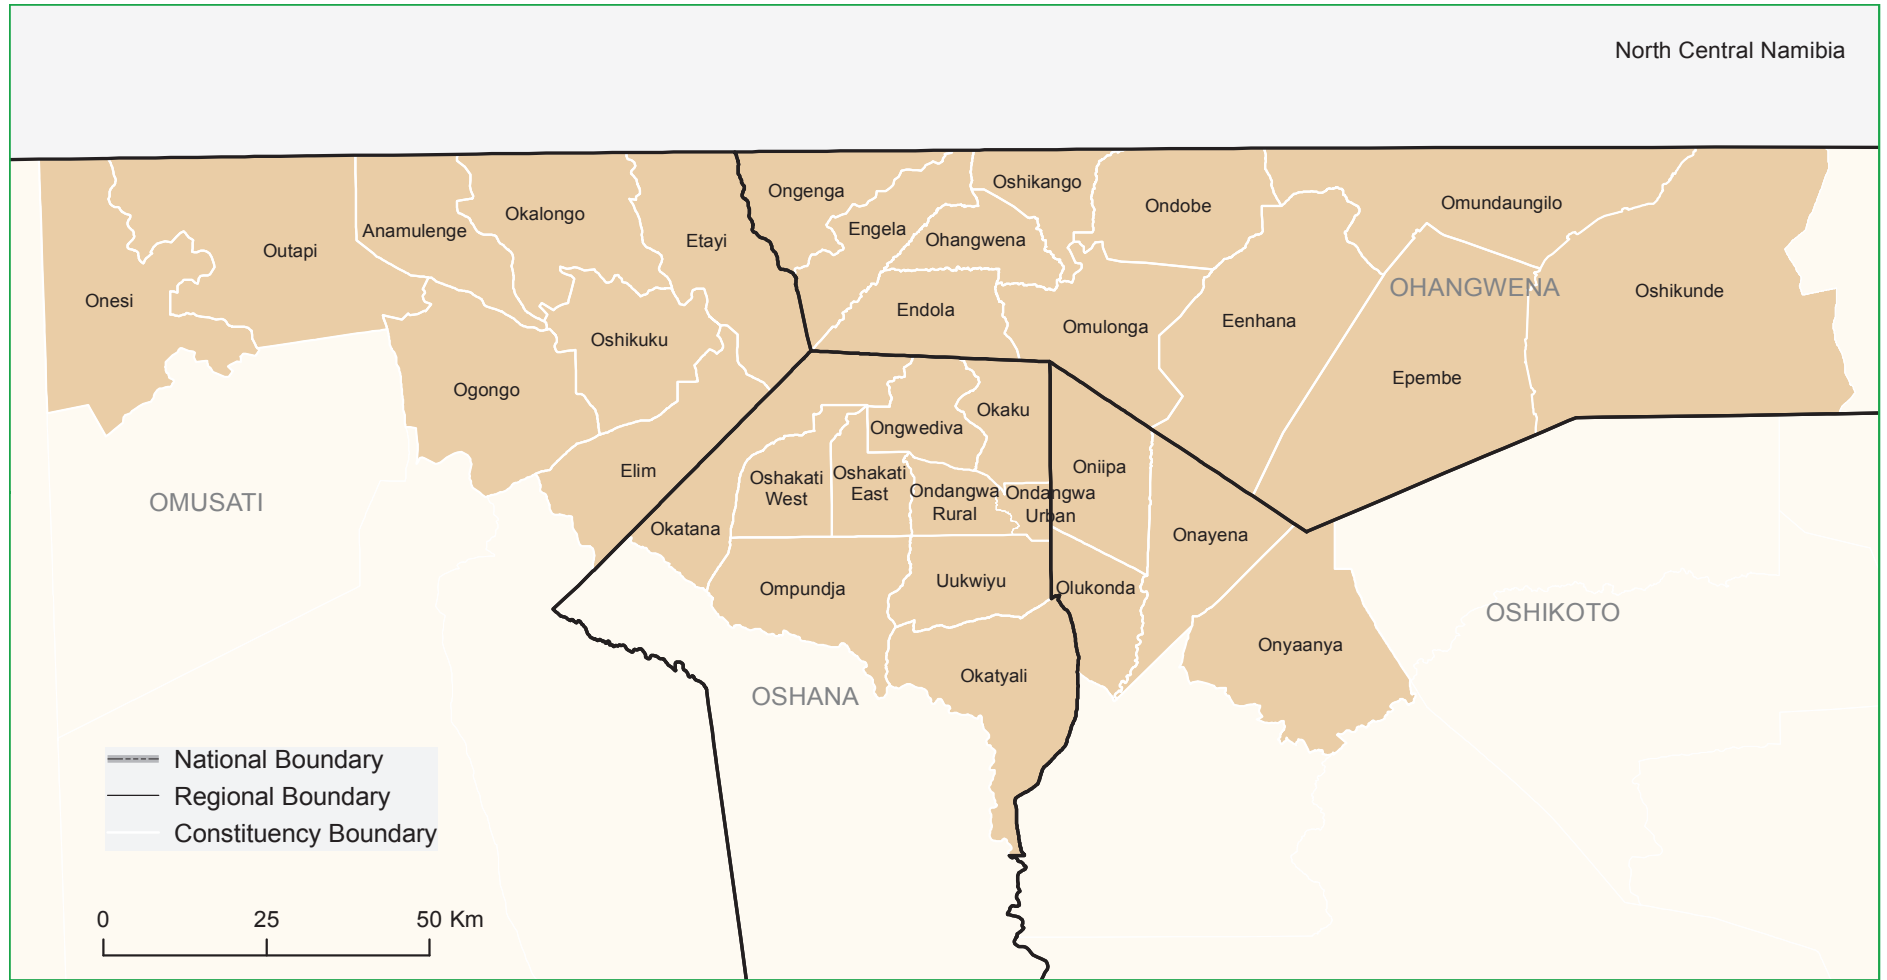 North Central Namibia
Ongenga
Oshikango
Ondobe
Omundaungilo
Okalongo
Anamulenge
Etayi
Engela
Ohangwena
Outapi
Onesi
OHANGWENA
Oshikunde
Endola
Omulonga
Eenhana
Oshikuku
Ogongo
Epembe
Okaku
Ongwediva
Elim
Oniipa
Oshakati
West
Oshakati
East
Ondangwa
Rural
Ondangwa
Urban
OMUSATI
Okatana
Onayena
Ompundja
Uukwiyu
Olukonda
OSHIKOTO
Onyaanya
Okatyali
OSHANA
National Boundary
Regional Boundary
Constituency Boundary
0 25 50 Km